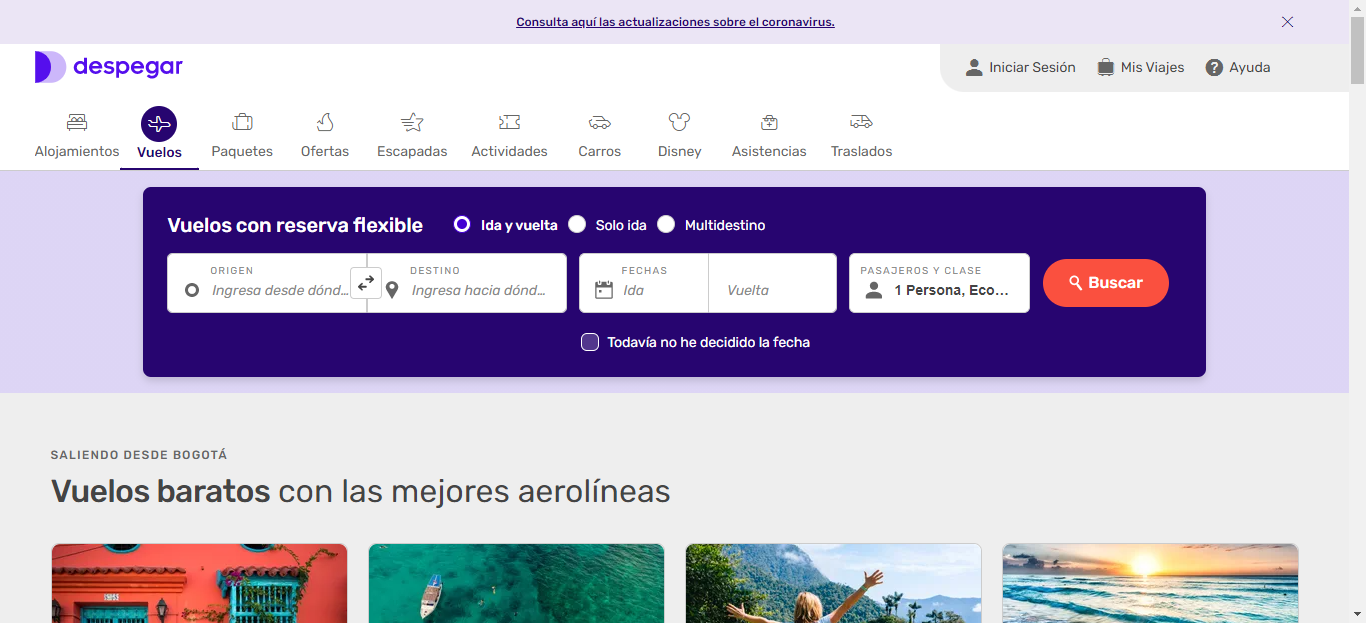 Consulta aquí las actualizaciones sobre el coronavirus.
despegar
Iniciar Sesión
Mis Viajes
Ayuda
Alojamientos
Vuelos
Paquetes
Ofertas
Escapadas
Actividades
Carros
Disney
Asistencias
Traslados
Vuelos con reserva flexible
Ida y vuelta
Solo ida
Multidestino
ORIGEN
Ingresa desde dónd...
DESTINO
Ingresa hacia dónd...
FECHAS
Ida
Vuelta
PASAJEROS Y CLASE
1 Persona, Eco...
Buscar
Todavía no he decidido la fecha
SALIENDO DESDE BOGOTÁ
Vuelos baratos con las mejores aerolíneas